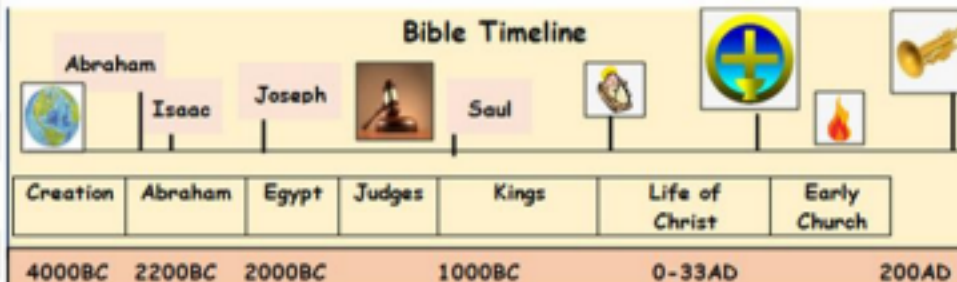 Bible Timeline
Abraham
Isaac
Joseph
Saul
Creation Abraham Egypt Judges Kings Life of Christ Early Church
4000BC 2200BC 2000BC 1000BC 0-33AD 200AD